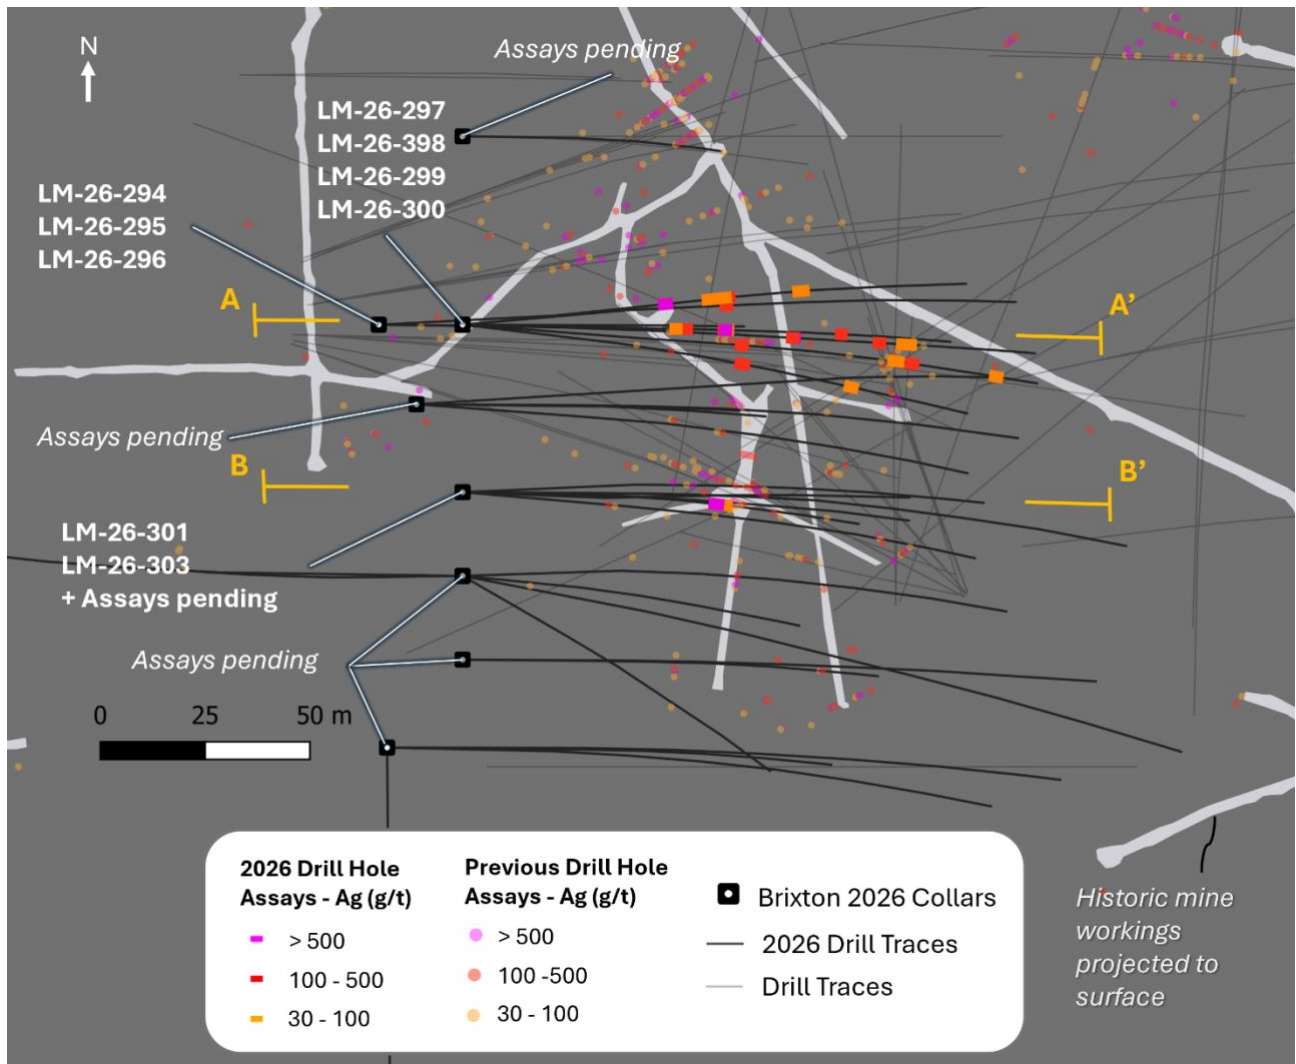 N
Assays pending
LM-26-297
LM-26-398
LM-26-299
LM-26-300
LM-26-294
LM-26-295
LM-26-296
A
A’
Assays pending
B
B’
LM-26-301
LM-26-303
+ Assays pending
Assays pending
0 25 50 m
2026 Drill Hole
Assays - Ag (g/t)
> 500
100 - 500
30 - 100
Previous Drill Hole
Assays - Ag (g/t)
> 500
100 -500
30 - 100
Brixton 2026 Collars
2026 Drill Traces
Drill Traces
Historic mine
workings
projected to
surface